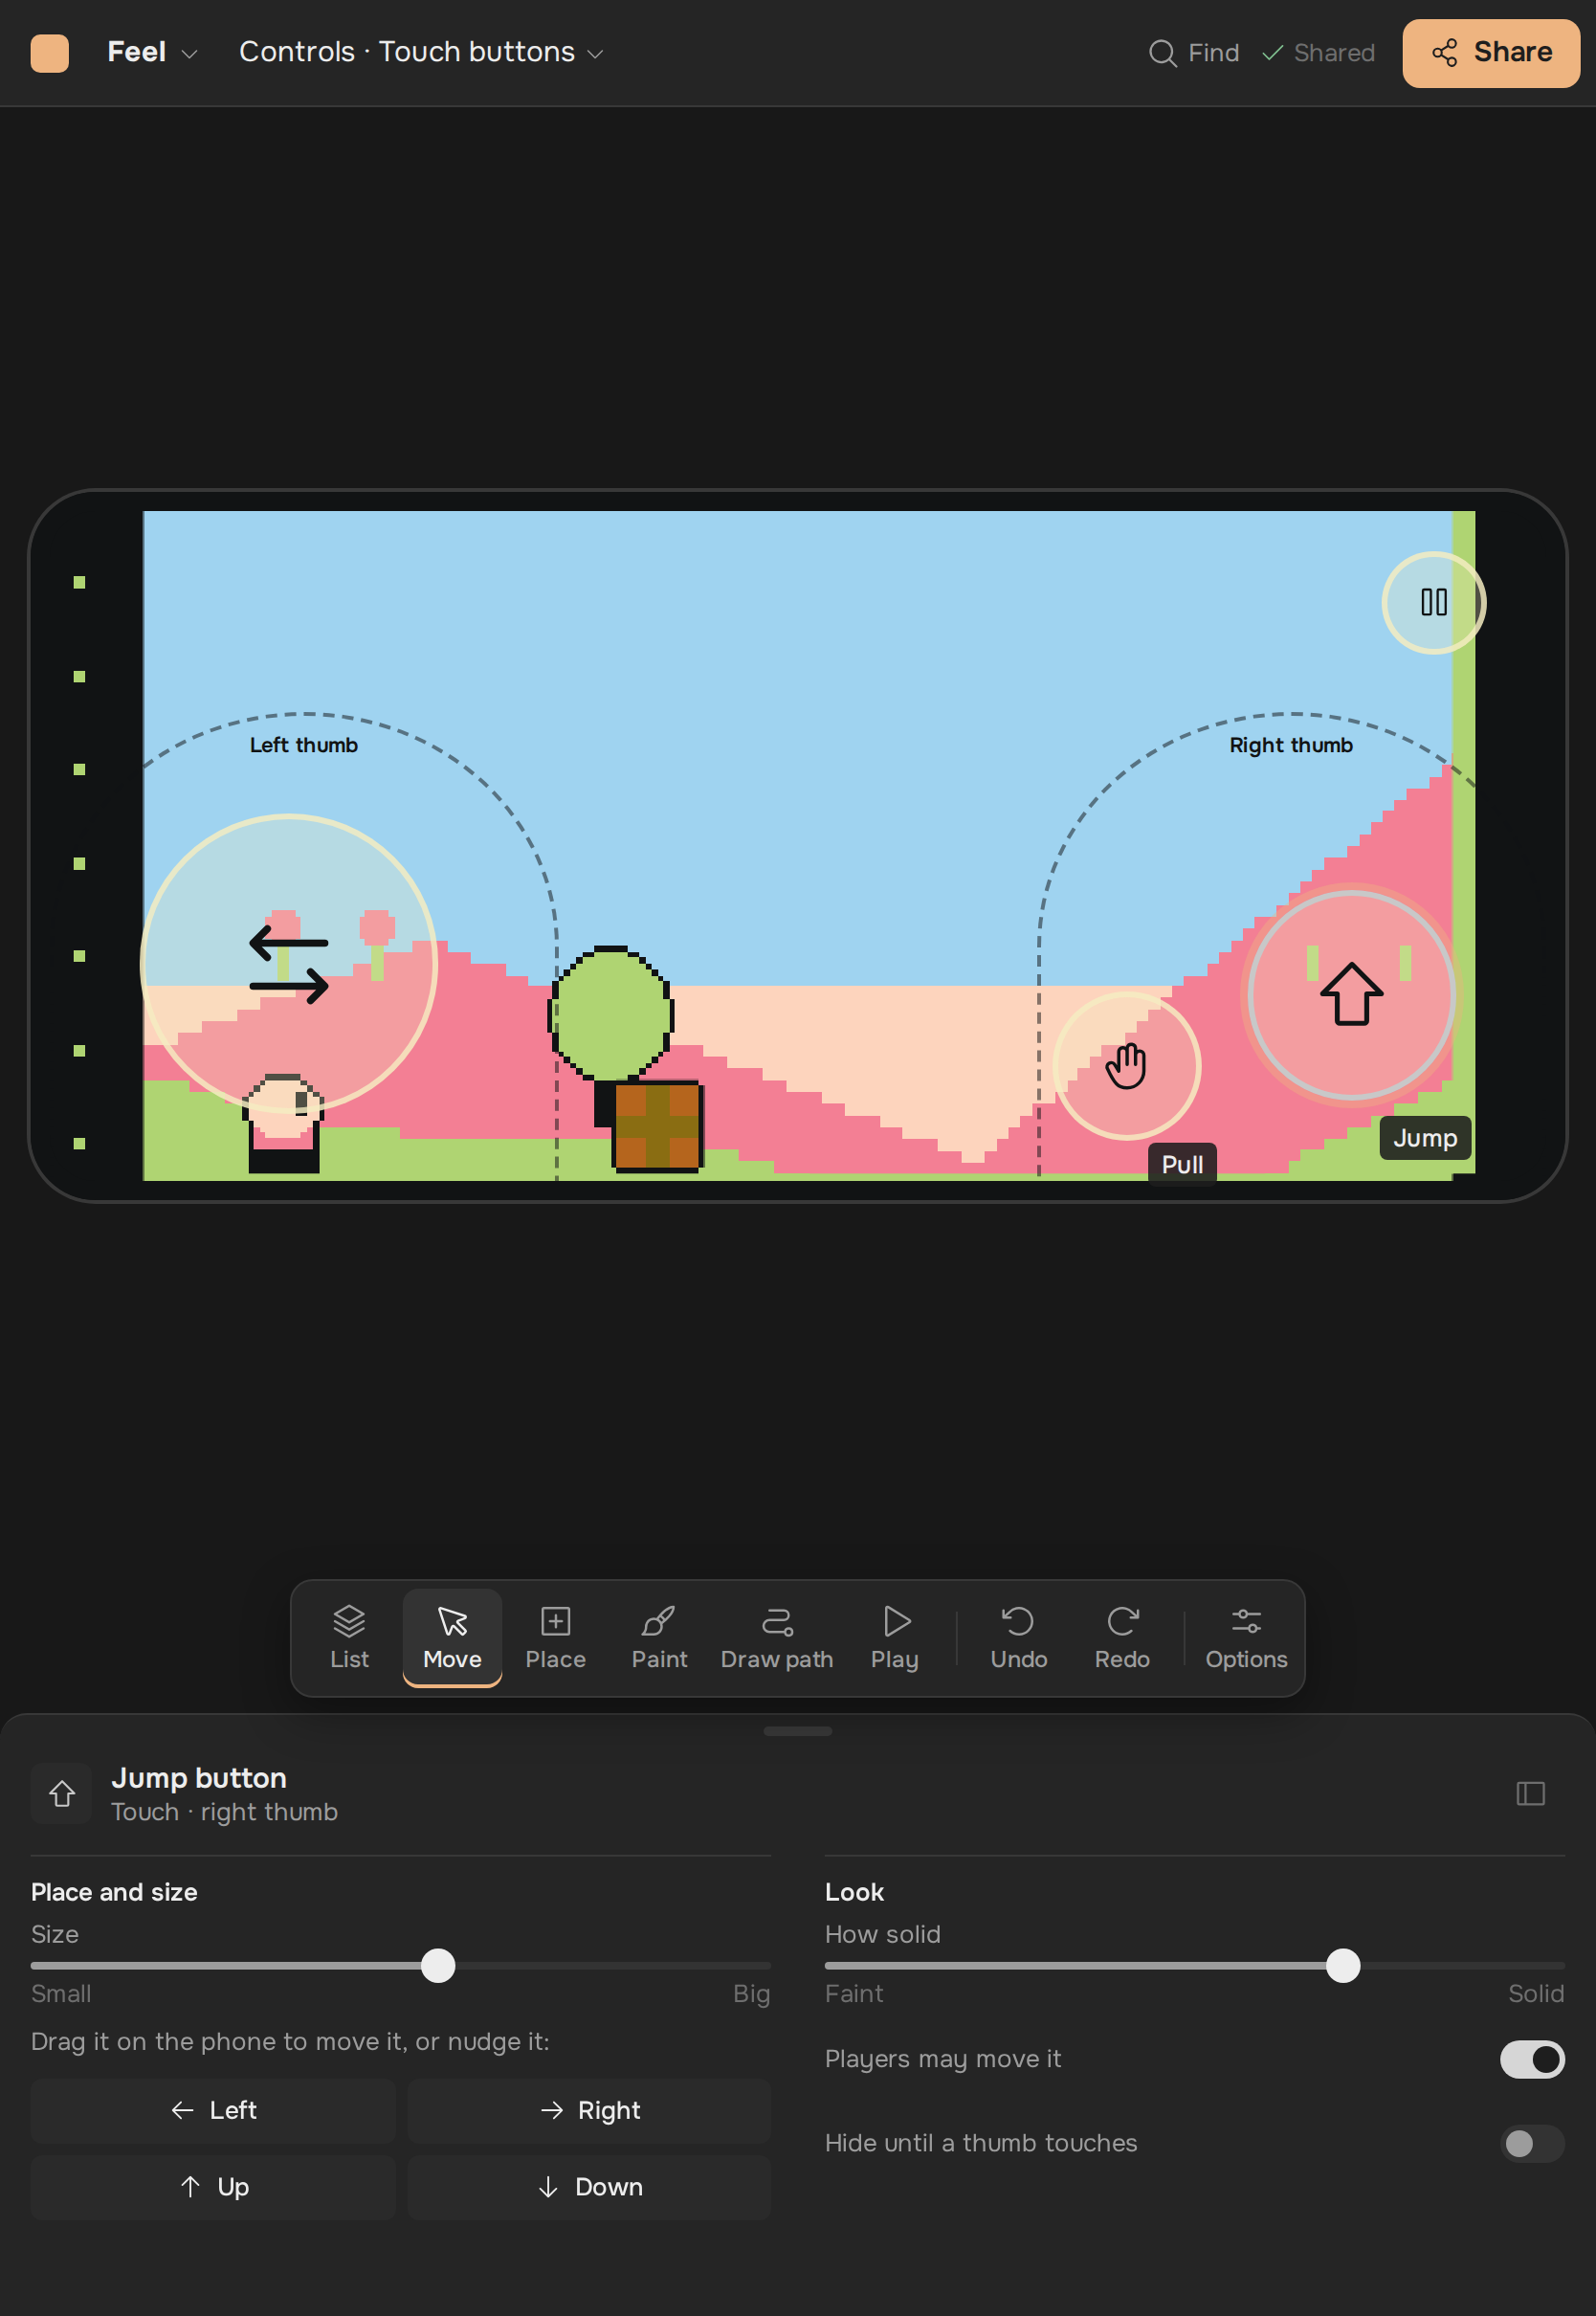 Feel
Controls · Touch buttons
Find
Shared
Share
Left thumb
Right thumb
Jump
Pull
List
Move
Place
Paint
Draw path
Play
Undo
Redo
Options
Jump button
Touch · right thumb
Place and size
Size
Small
Big
Drag it on the phone to move it, or nudge it:
Left
Right
Up
Down
Look
How solid
Faint
Solid
Players may move it
Hide until a thumb touches